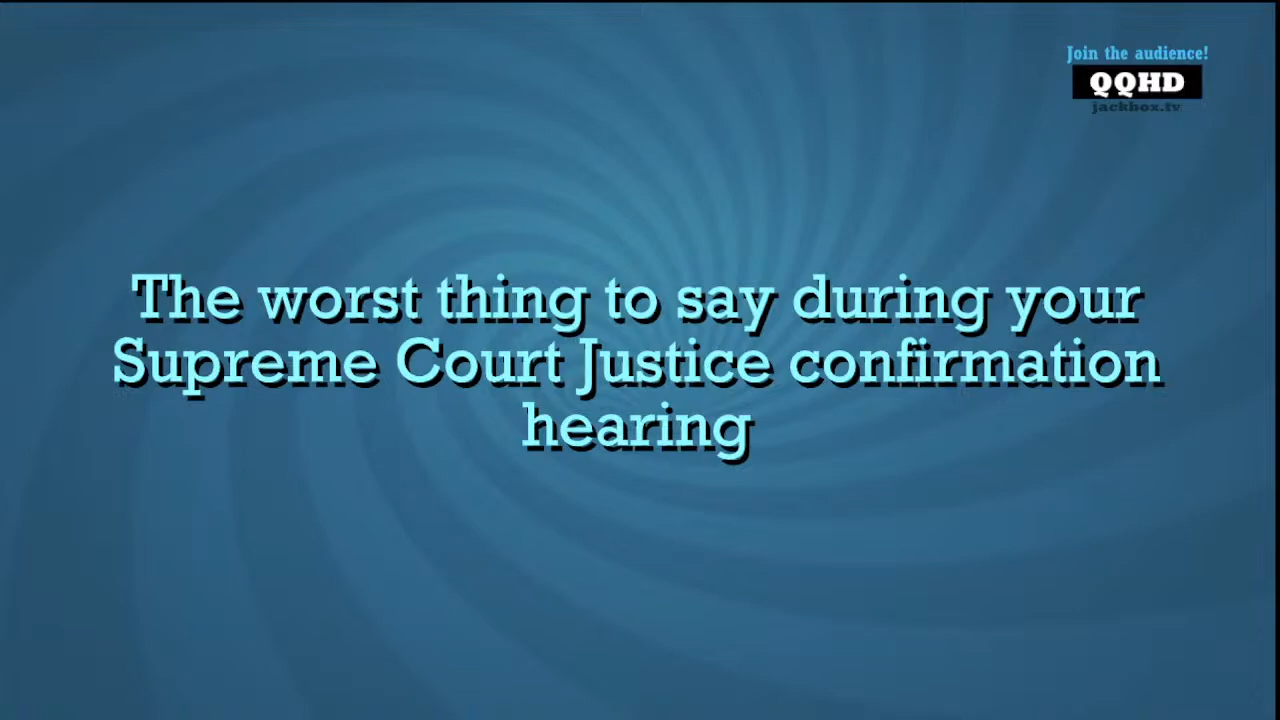 Join the audience!
QQHD
jackbox.tv
The worst thing to say during your
Supreme Court Justice confirmation
hearing